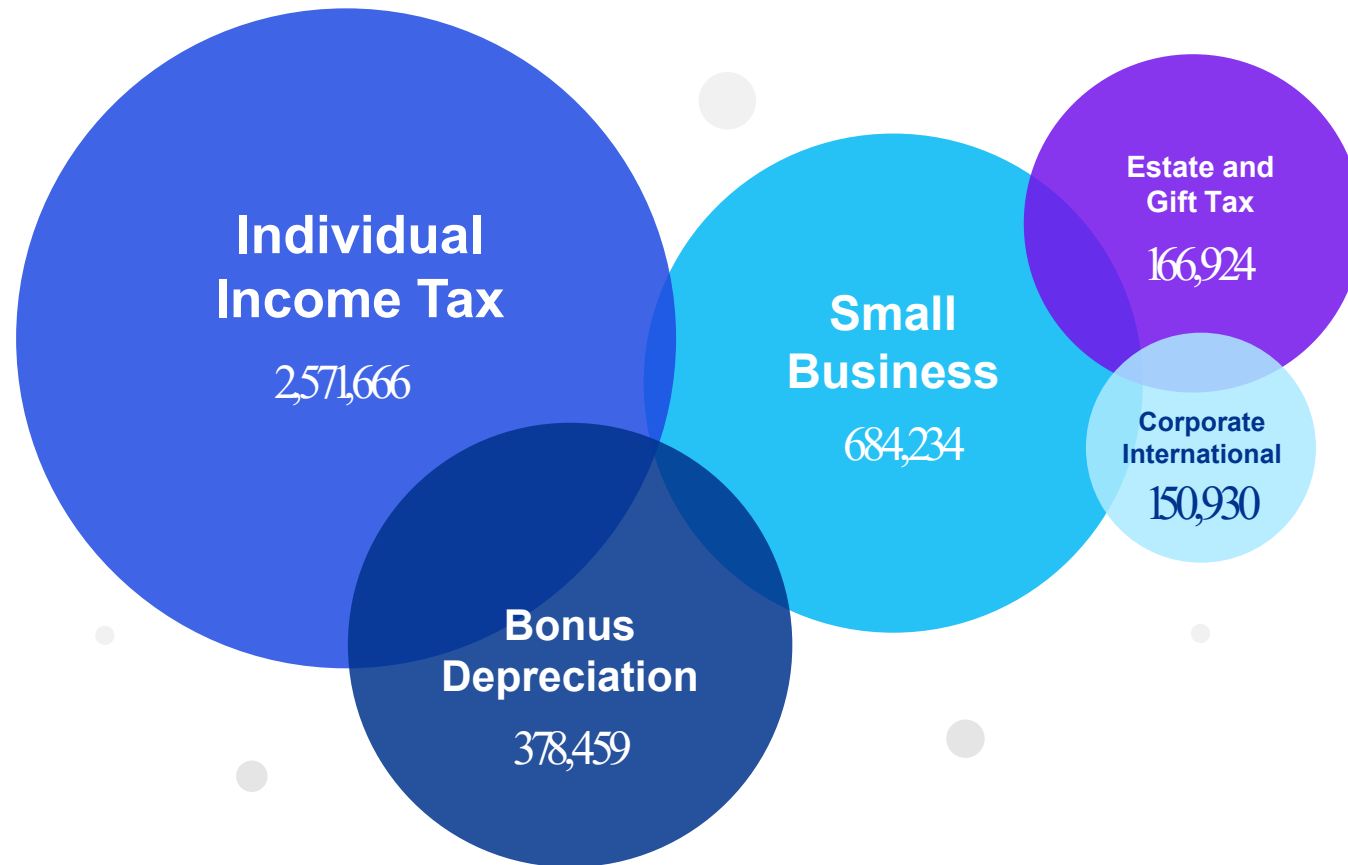 Individual
Income Tax
2,571,666
Small
Business
684,234
Estate and
Gift Tax
166,924
Corporate
International
150,930
Bonus
Depreciation
378,459